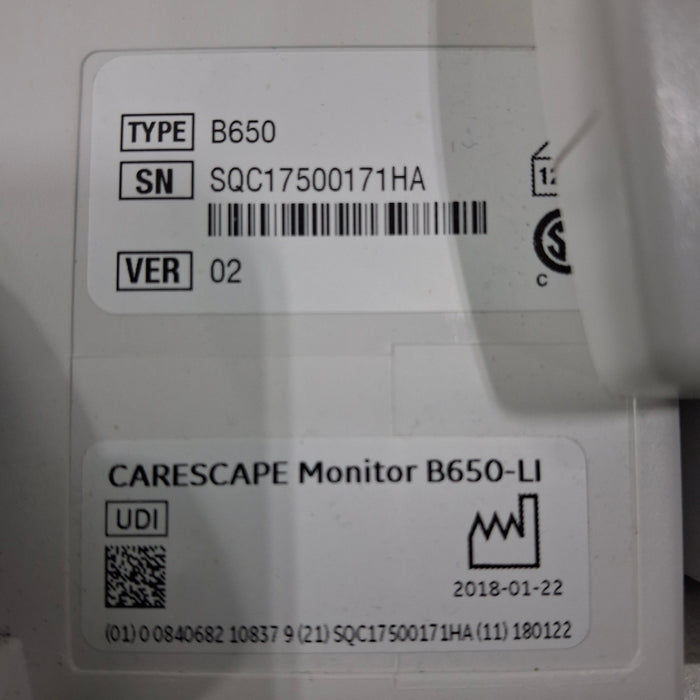 TYPE B650
SN SQC17500171HA
12
VER 02
C
CARESCAPE Monitor B650-LI
UDI
2018-01-22
(01) 0 0840682 10837 9 (21) SQC17500171HA (11) 180122